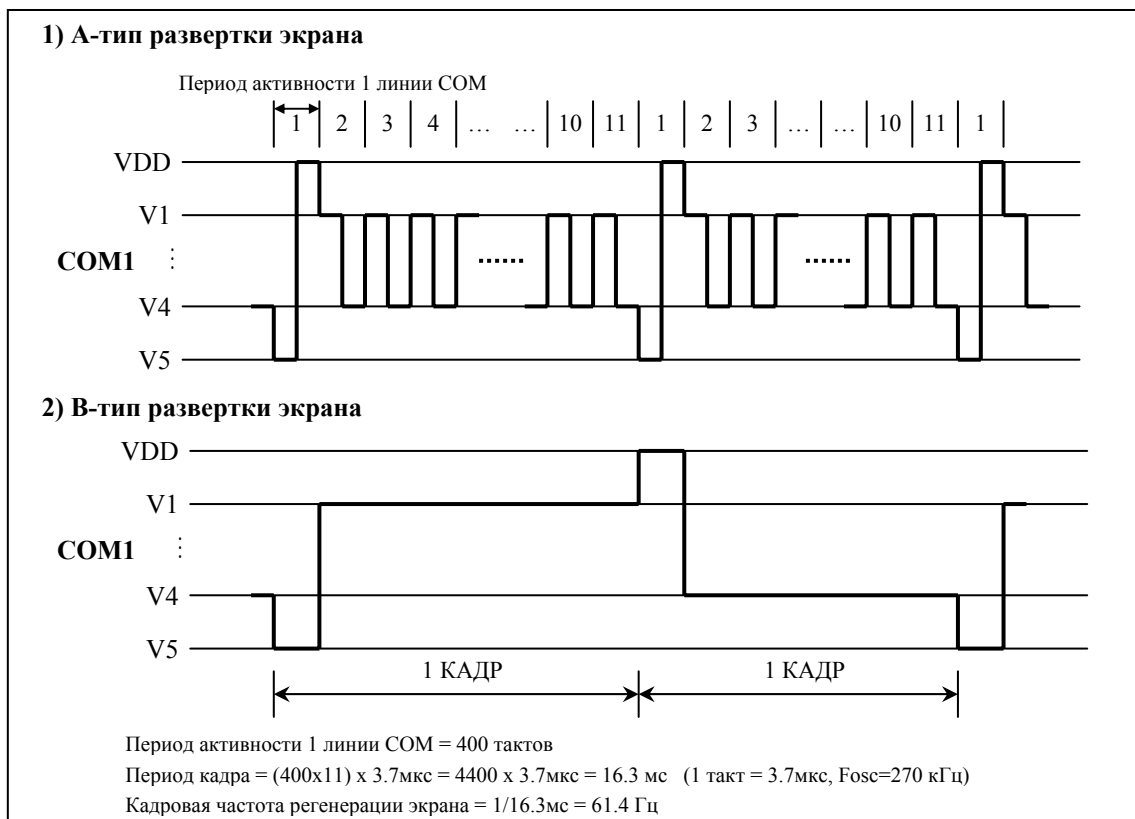 1) А-тип развертки экрана
Период активности 1 линии COM
1 2 3 4 ... ... 10 11 1 2 3 ... ... 10 11 1
VDD
V1
COM1
V4
V5
2) В-тип развертки экрана
VDD
V1
COM1
V4
V5
1 КАДР 1 КАДР
Период активности 1 линии COM = 400 тактов
Период кадра = (400x11) x 3.7мкс = 4400 x 3.7мкс = 16.3 мс (1 такт = 3.7мкс, Fosc=270 кГц)
Кадровая частота регенерации экрана = 1/16.3мс = 61.4 Гц